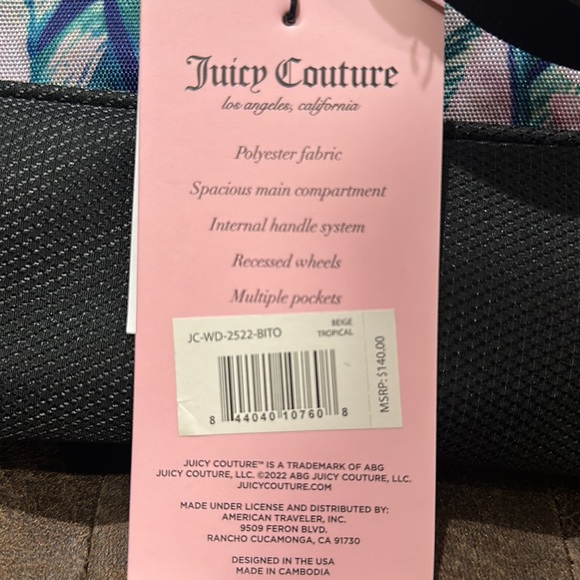 Juicy Couture
los angeles, california
Polyester fabric
Spacious main compartment
Internal handle system
Recessed wheels
Multiple pockets
JC-WD-2522-BITO
BEIGE
TROPICAL
MSRP: $140.00
8 44040 10760 8
JUICY COUTURE™ IS A TRADEMARK OF ABG
JUICY COUTURE, LLC. ©2022 ABG JUICY COUTURE, LLC.
JUICYCOUTURE.COM
MADE UNDER LICENSE AND DISTRIBUTED BY:
AMERICAN TRAVELER, INC.
9509 FERON BLVD.
RANCHO CUCAMONGA, CA 91730
DESIGNED IN THE USA
MADE IN CAMBODIA